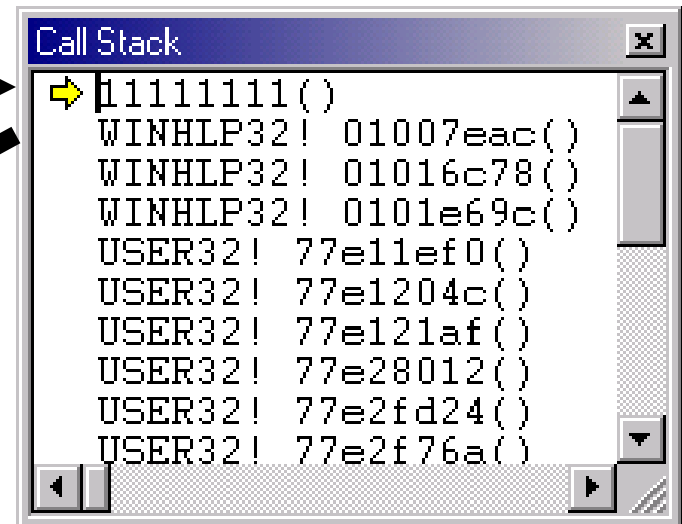 Call Stack
11111111()
WINHLP32! 01007eac()
WINHLP32! 01016c78()
WINHLP32! 0101e69c()
USER32! 77e11ef0()
USER32! 77e1204c()
USER32! 77e121af()
USER32! 77e28012()
USER32! 77e2fd24()
USER32! 77e2f76a()